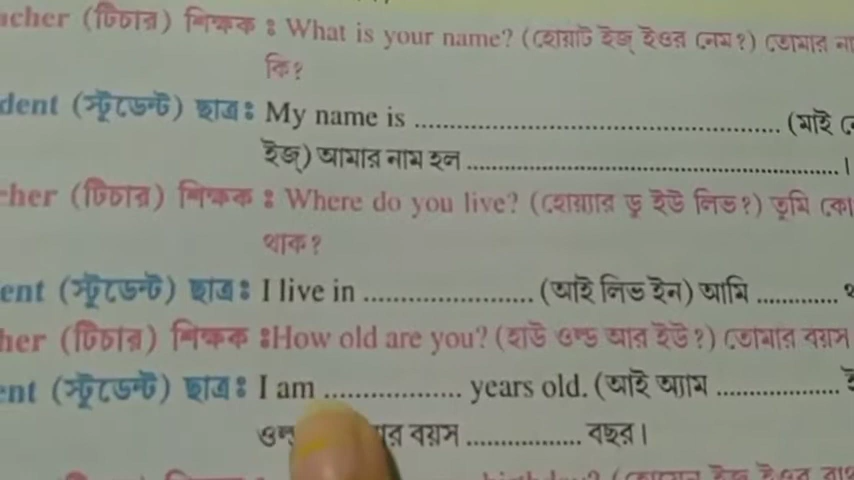 acher (টিচার) শিক্ষক : What is your name? (হোয়াট ইজ্ ইওর নেম?) তোমার
কি?
dent (স্টুডেন্ট) ছাত্র : My name is ........................................ (মাই
ইজ্) আমার নাম হল ........................................ ।
cher (টিচার) শিক্ষক : Where do you live? (হোয়্যার ডু ইউ লিভ?) তুমি কো
থাক?
ent (স্টুডেন্ট) ছাত্র : I live in .................... (আই লিভ ইন) আমি ............
her (টিচার) শিক্ষক : How old are you? (হাউ ওল্ড আর ইউ?) তোমার বয়স
ent (স্টুডেন্ট) ছাত্র : I am ................ years old. (আই অ্যাম ..............
বয়স ............. বছর।